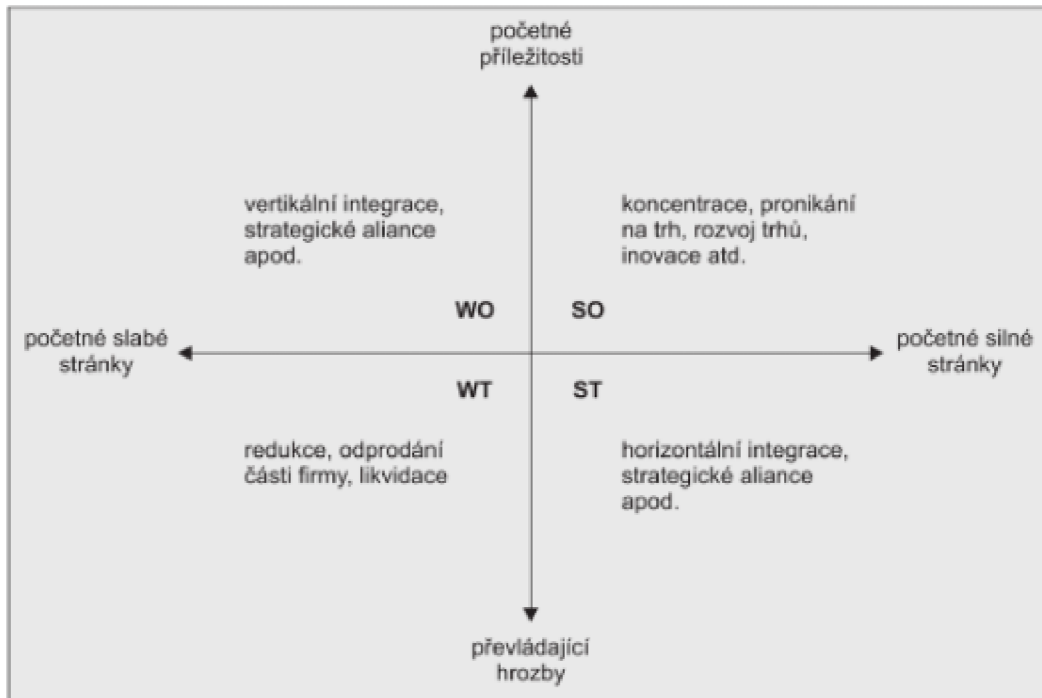 početné
příležitosti
vertikální integrace,
strategické aliance
apod.
koncentrace, pronikání
na trh, rozvoj trhů,
inovace atd.
WO
SO
početné slabé
stránky
početné silné
stránky
WT
ST
redukce, odprodání
části firmy, likvidace
horizontální integrace,
strategické aliance
apod.
převládající
hrozby